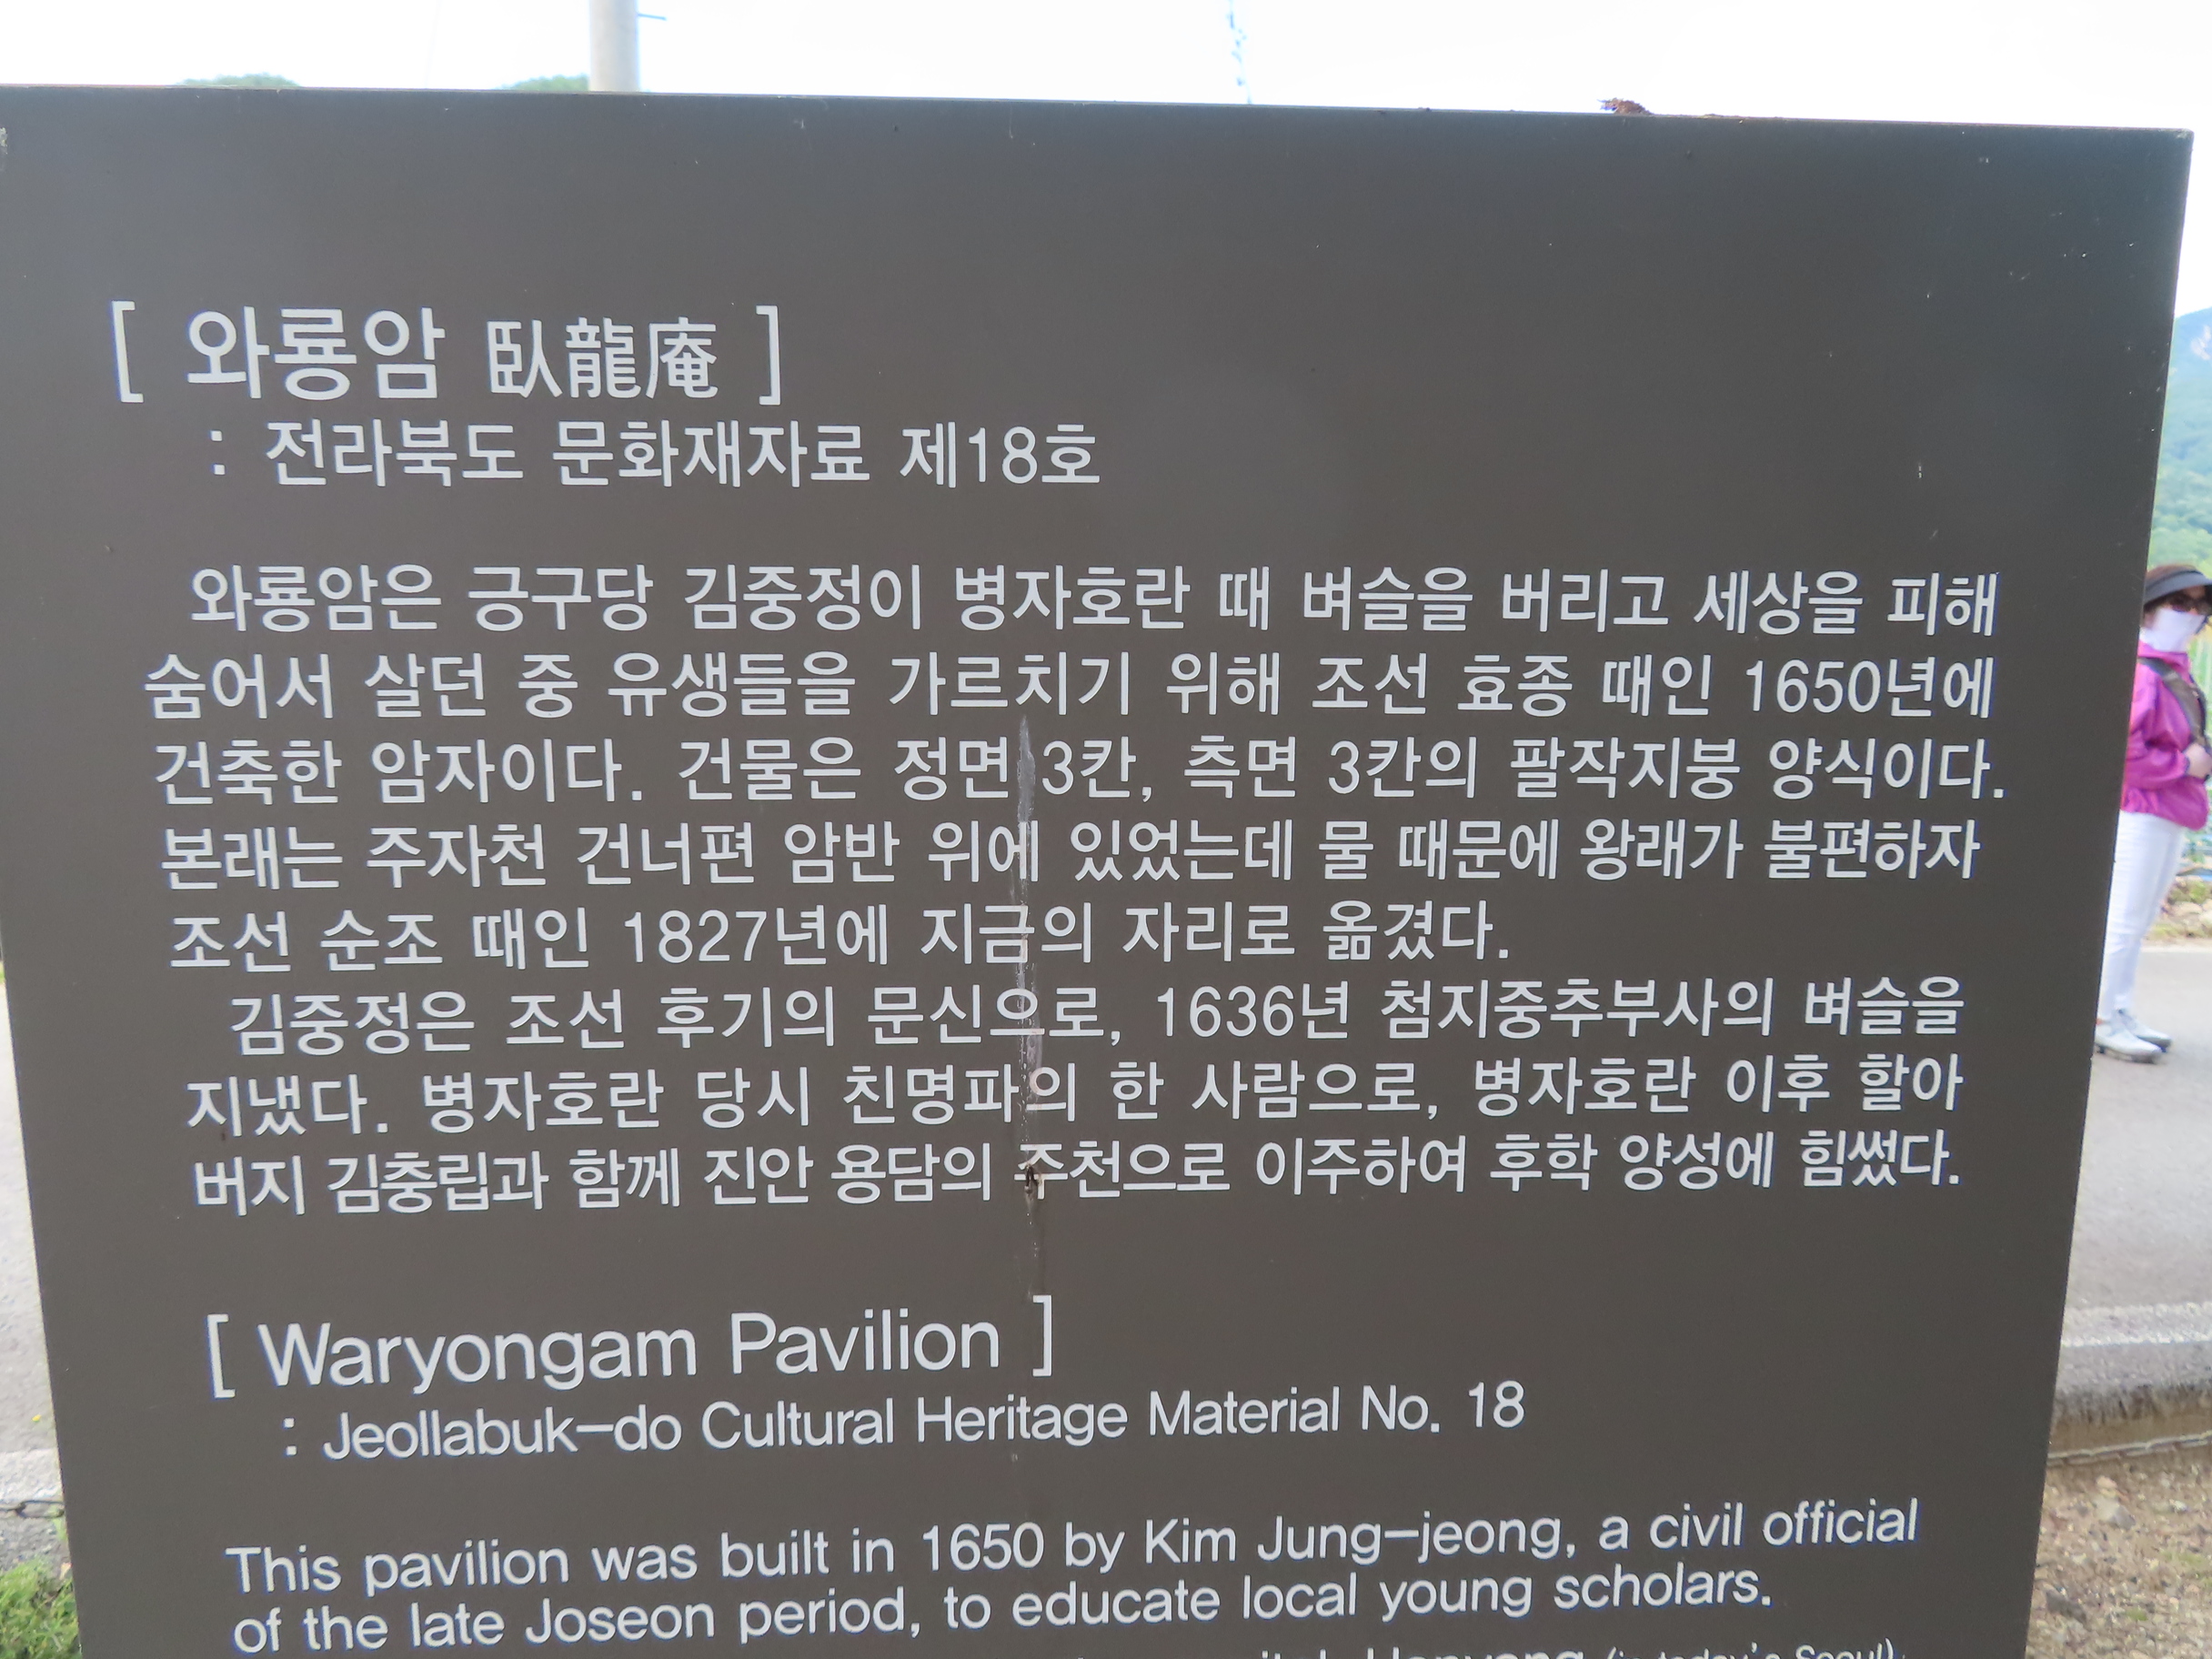 [ 와룡암 臥龍庵 ]
: 전라북도 문화재자료 제18호
와룡암은 긍구당 김중정이 병자호란 때 벼슬을 버리고 세상을 피해
숨어서 살던 중 유생들을 가르치기 위해 조선 효종 때인 1650년에
건축한 암자이다. 건물은 정면 3칸, 측면 3칸의 팔작지붕 양식이다.
본래는 주자천 건너편 암반 위에 있었는데 물 때문에 왕래가 불편하자
조선 순조 때인 1827년에 지금의 자리로 옮겼다.
김중정은 조선 후기의 문신으로, 1636년 첨지중추부사의 벼슬을
지냈다. 병자호란 당시 친명파의 한 사람으로, 병자호란 이후 할아
버지 김충립과 함께 진안 용담의 주천으로 이주하여 후학 양성에 힘썼다.
[ Waryongam Pavilion ]
: Jeollabuk-do Cultural Heritage Material No. 18
This pavilion was built in 1650 by Kim Jung-jeong, a civil official
of the late Joseon period, to educate local young scholars.
Hanyang (in today's Seoul),